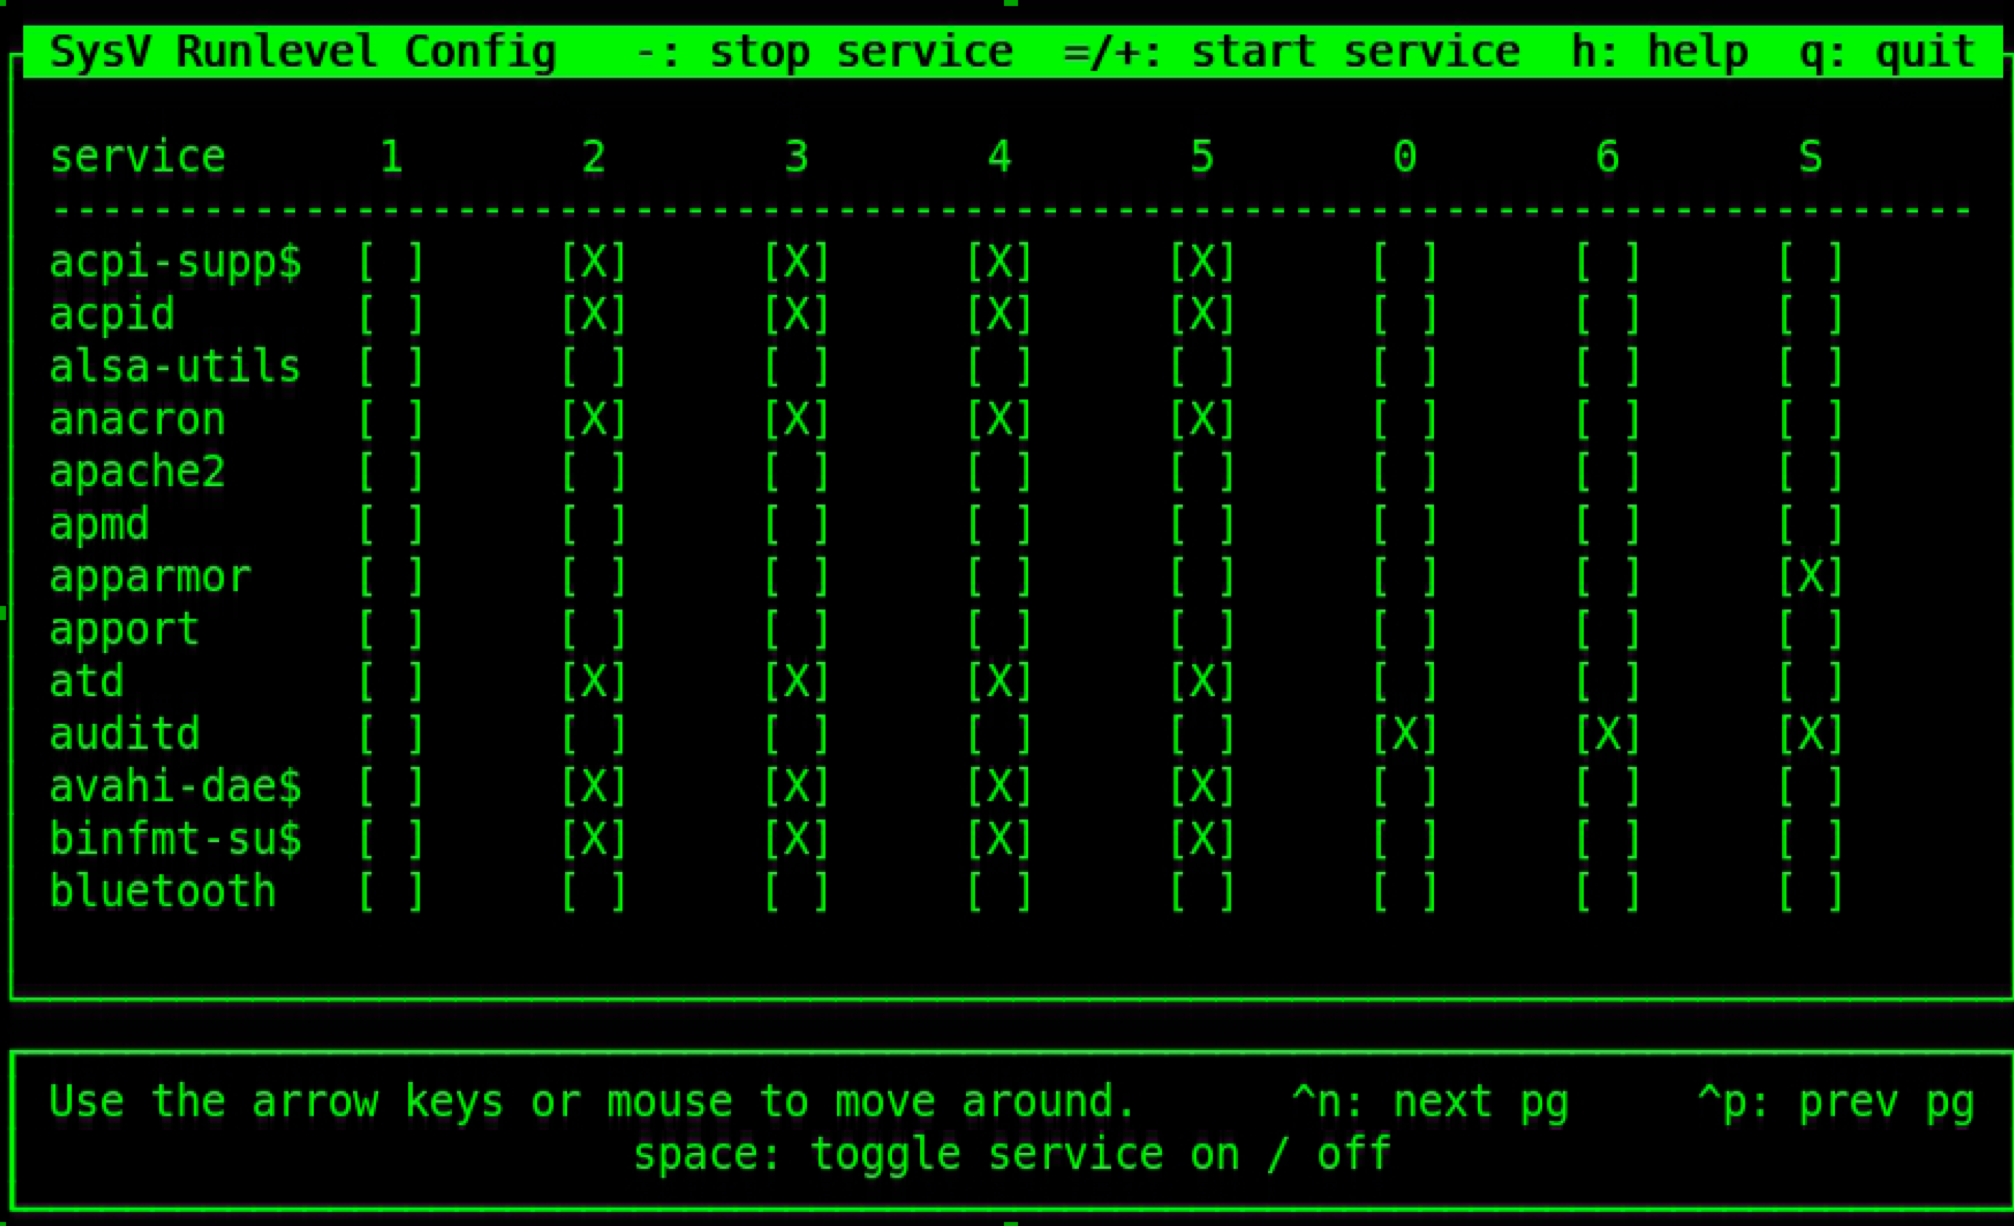 SysV Runlevel Config   -: stop service  =/+: start service  h: help  q: quit
service      1       2       3       4       5       0       6       S
----------------------------------------------------------------------------
acpi-supp$  [ ]     [X]     [X]     [X]     [X]     [ ]     [ ]     [ ]
acpid       [ ]     [X]     [X]     [X]     [X]     [ ]     [ ]     [ ]
alsa-utils  [ ]     [ ]     [ ]     [ ]     [ ]     [ ]     [ ]     [ ]
anacron     [ ]     [X]     [X]     [X]     [X]     [ ]     [ ]     [ ]
apache2     [ ]     [ ]     [ ]     [ ]     [ ]     [ ]     [ ]     [ ]
apmd        [ ]     [ ]     [ ]     [ ]     [ ]     [ ]     [ ]     [ ]
apparmor    [ ]     [ ]     [ ]     [ ]     [ ]     [ ]     [ ]     [X]
apport      [ ]     [ ]     [ ]     [ ]     [ ]     [ ]     [ ]     [ ]
atd         [ ]     [X]     [X]     [X]     [X]     [ ]     [ ]     [ ]
auditd      [ ]     [ ]     [ ]     [ ]     [ ]     [X]     [X]     [X]
avahi-dae$  [ ]     [X]     [X]     [X]     [X]     [ ]     [ ]     [ ]
binfmt-su$  [ ]     [X]     [X]     [X]     [X]     [ ]     [ ]     [ ]
bluetooth   [ ]     [ ]     [ ]     [ ]     [ ]     [ ]     [ ]     [ ]
Use the arrow keys or mouse to move around.      ^n: next pg     ^p: prev pg
space: toggle service on / off